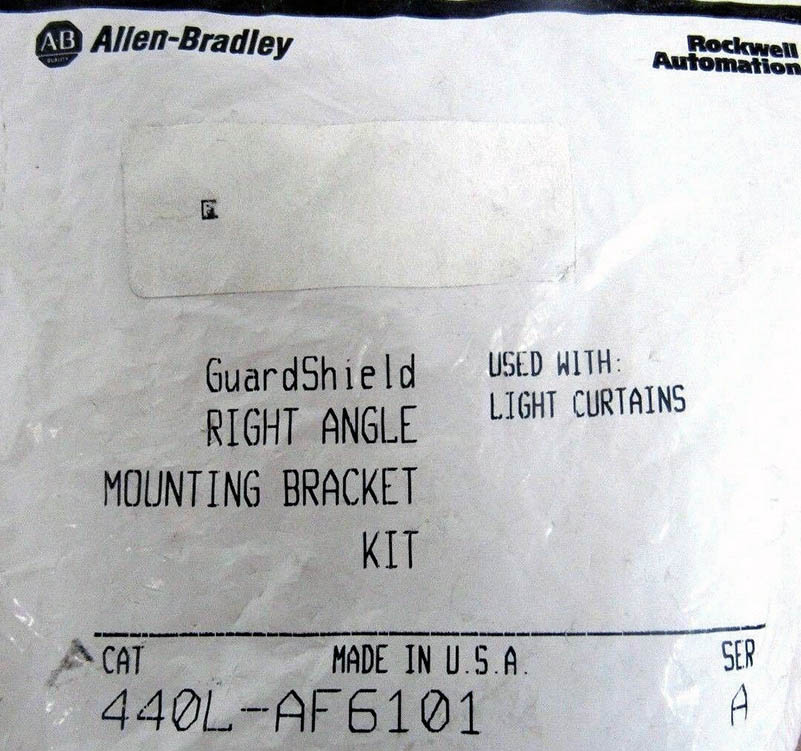 AB Allen-Bradley
QUALITY
Rockwell
Automation
F
GuardShield
RIGHT ANGLE
MOUNTING BRACKET
KIT
USED WITH:
LIGHT CURTAINS
CAT MADE IN U.S.A. SER
440L-AF6101 A